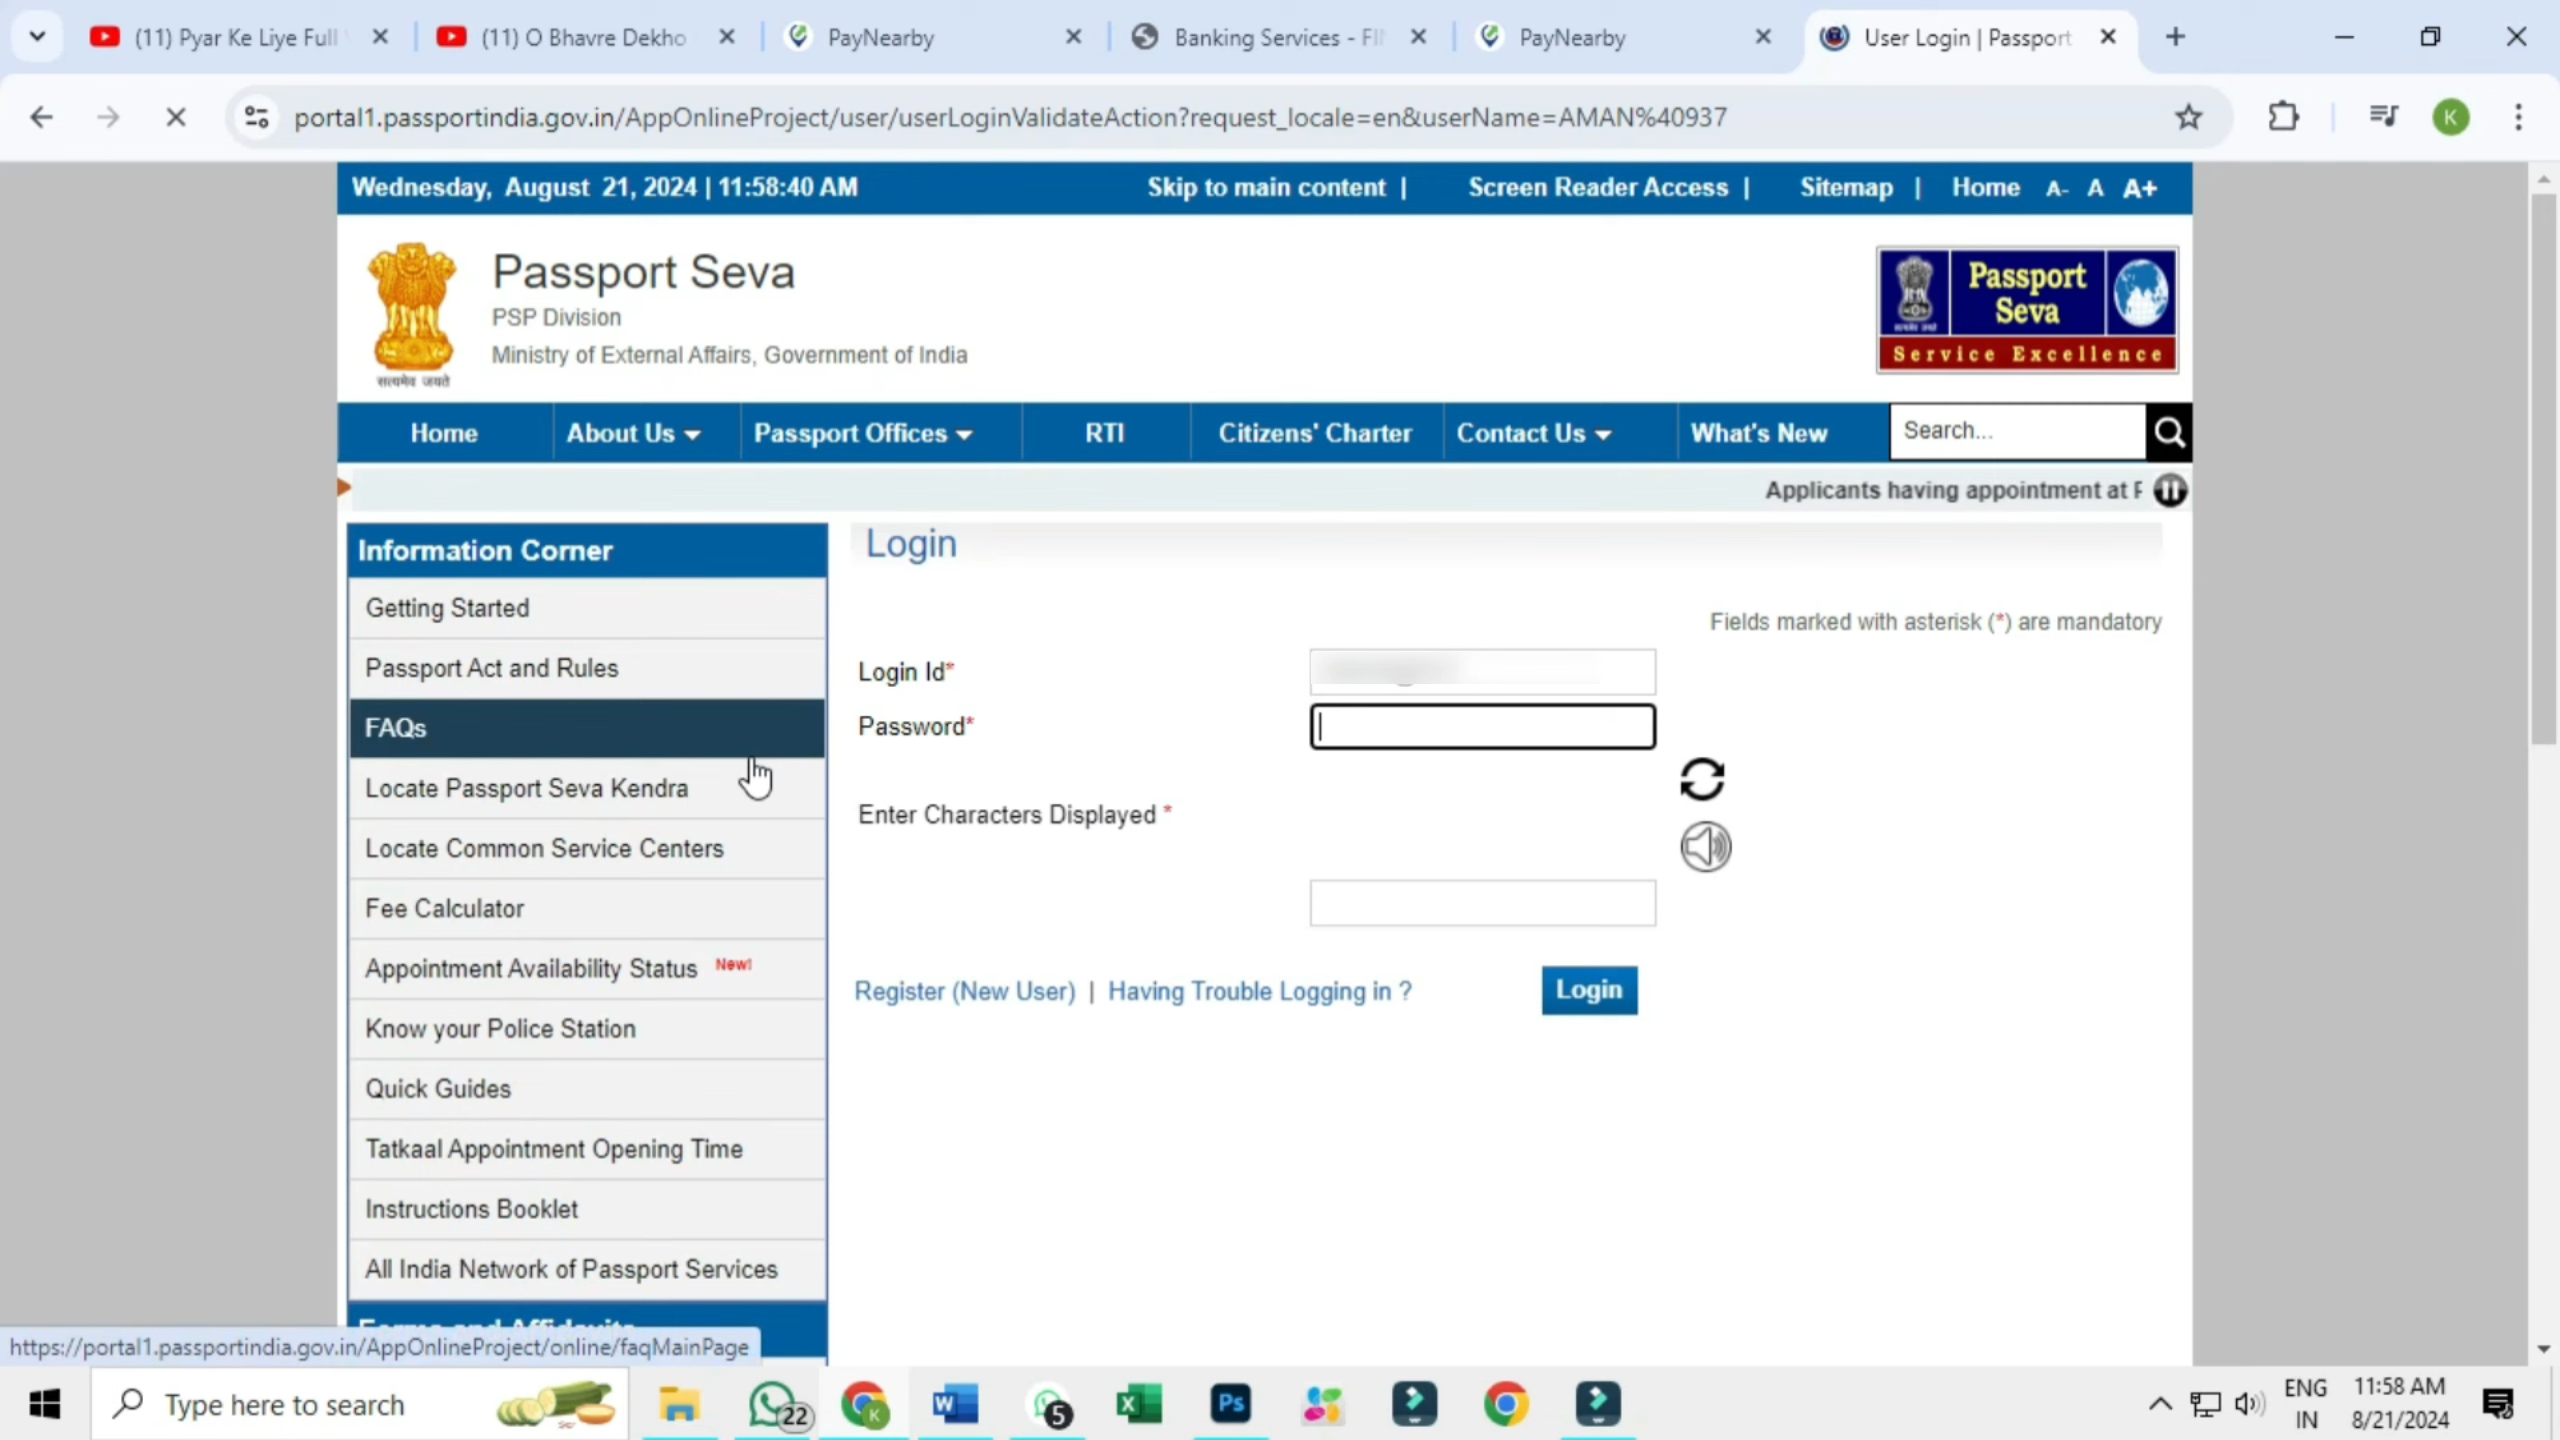 (11) Pyar Ke Liye Full
(11) O Bhavre Dekho
PayNearby
Banking Services - FI
PayNearby
User Login | Passport
portal1.passportindia.gov.in/AppOnlineProject/user/userLoginValidateAction?request_locale=en&userName=AMAN%40937
K
Wednesday, August 21, 2024 | 11:58:40 AM
Skip to main content |
Screen Reader Access |
Sitemap |
Home A- A A+
Passport Seva
PSP Division
Ministry of External Affairs, Government of India
सत्यमेव जयते
Passport
Seva
Service Excellence
Home
About Us
Passport Offices
RTI
Citizens' Charter
Contact Us
What's New
Search...
Applicants having appointment at
Information Corner
Getting Started
Passport Act and Rules
FAQs
Locate Passport Seva Kendra
Locate Common Service Centers
Fee Calculator
Appointment Availability Status New!
Know your Police Station
Quick Guides
Tatkaal Appointment Opening Time
Instructions Booklet
All India Network of Passport Services
Forms and Affidavits
Login
Fields marked with asterisk (*) are mandatory
Login Id*
Password*
Enter Characters Displayed *
Register (New User) | Having Trouble Logging in ?
Login
https://portal1.passportindia.gov.in/AppOnlineProject/online/faqMainPage
Type here to search
22
K
W
5
X
Ps
ENG
IN
11:58 AM
8/21/2024